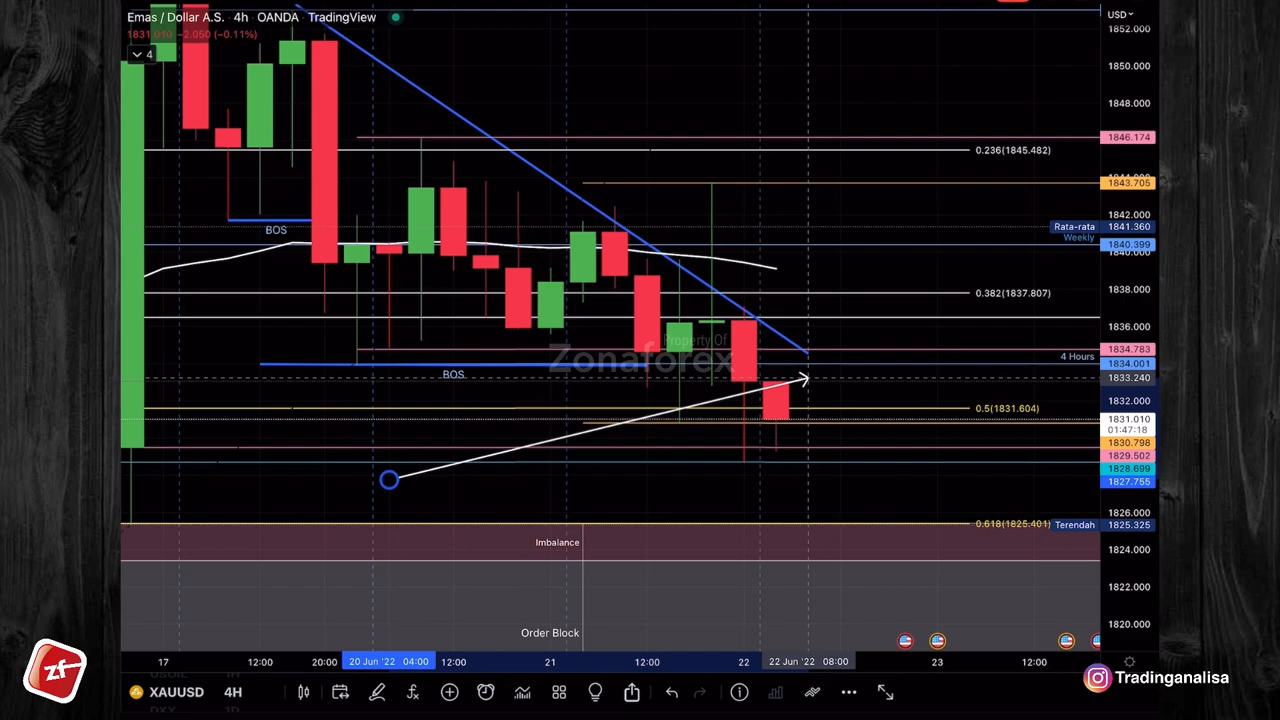 Emas / Dollar A.S. · 4h · OANDA · TradingView
1831.010 −2.050 (−0.11%)
4
USD
1852.000
1850.000
1848.000
1846.174
0.236(1845.482)
1843.705
1842.000
Rata-rata 1841.360
Weekly 1840.399
1840.000
1838.000
0.382(1837.807)
1836.000
1834.783
4 Hours 1834.001
1833.240
1832.000
0.5(1831.604)
1831.010
01:47:18
1830.798
1829.502
1828.699
1827.755
1826.000
0.618(1825.401) Terendah 1825.325
1824.000
1822.000
1820.000
BOS
BOS
Property Of
Zonaforex
Imbalance
Order Block
17 12:00 20:00 20 Jun '22 04:00 12:00 21 12:00 22 22 Jun '22 08:00 23 12:00
XAUUSD 4H
zf
Tradinganalisa